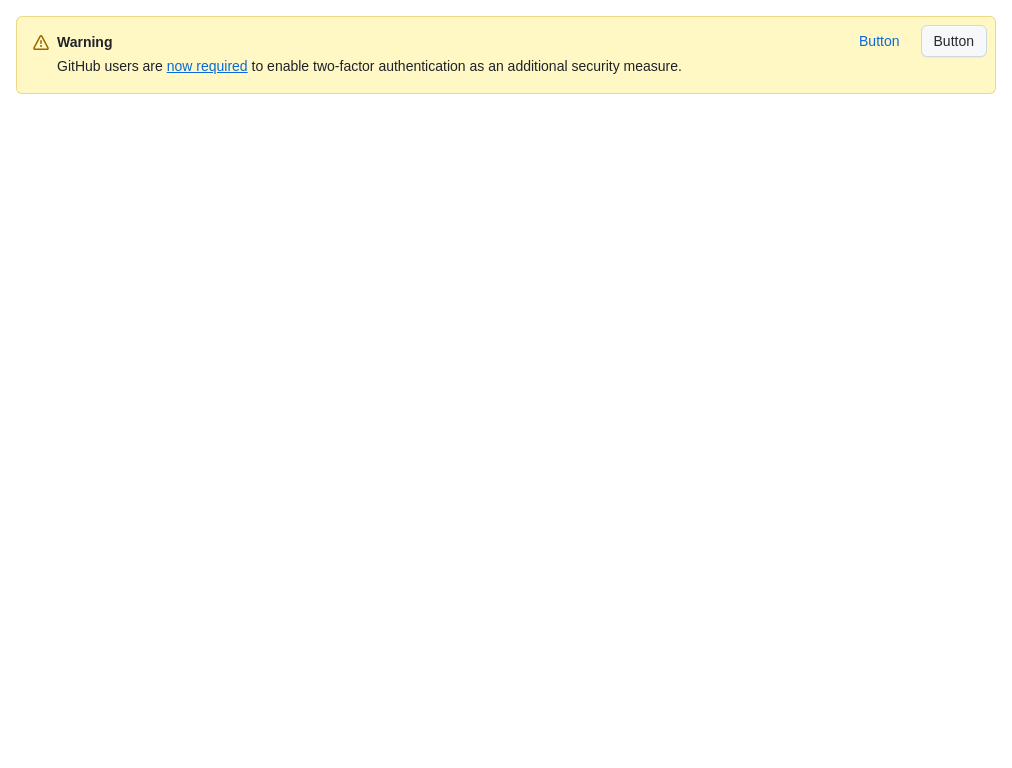 Warning
Button
Button
GitHub users are now required to enable two-factor authentication as an additional security measure.